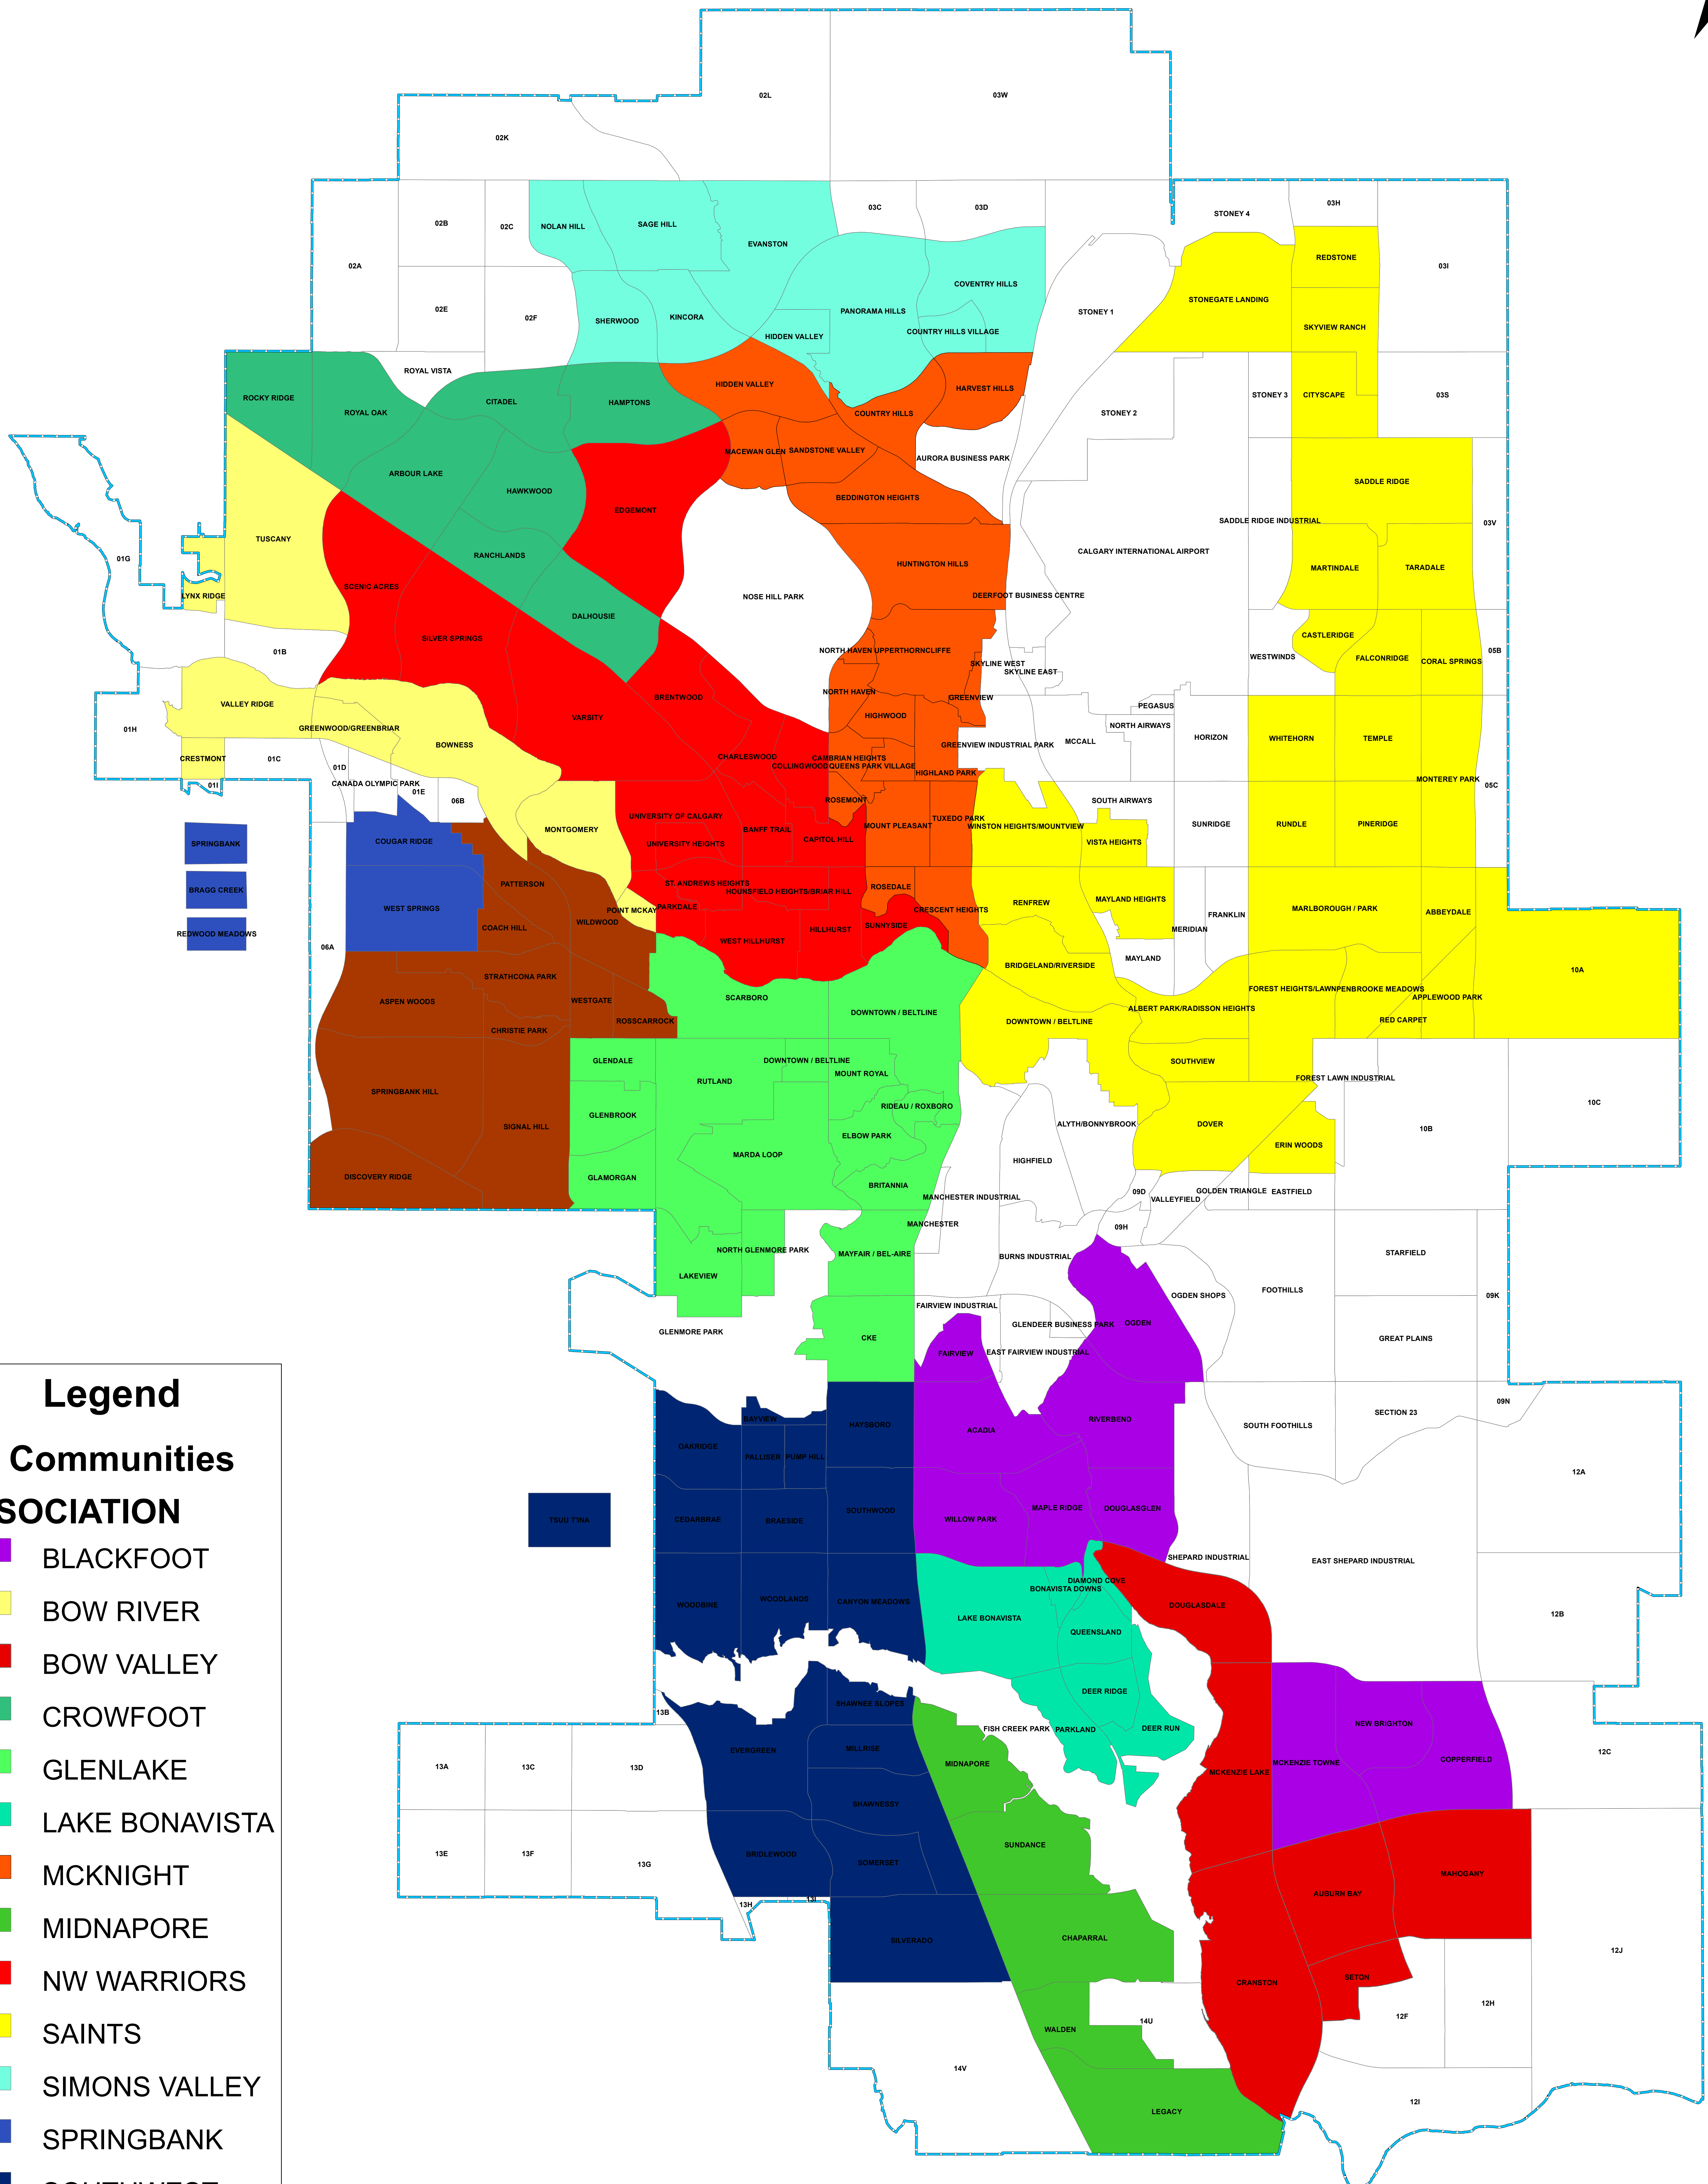 02L
03W
02K
03H
STONEY 4
03C
03D
02B
02C
NOLAN HILL
SAGE HILL
EVANSTON
REDSTONE
02A
03I
COVENTRY HILLS
STONEGATE LANDING
02E
02F
SHERWOOD
KINCORA
PANORAMA HILLS
STONEY 1
SKYVIEW RANCH
HIDDEN VALLEY
COUNTRY HILLS VILLAGE
ROYAL VISTA
HIDDEN VALLEY
HARVEST HILLS
ROCKY RIDGE
ROYAL OAK
CITADEL
HAMPTONS
COUNTRY HILLS
STONEY 2
STONEY 3
CITYSCAPE
03S
MACEWAN GLEN
SANDSTONE VALLEY
AURORA BUSINESS PARK
ARBOUR LAKE
HAWKWOOD
BEDDINGTON HEIGHTS
SADDLE RIDGE
EDGEMONT
SADDLE RIDGE INDUSTRIAL
03V
TUSCANY
01G
RANCHLANDS
CALGARY INTERNATIONAL AIRPORT
HUNTINGTON HILLS
MARTINDALE
TARADALE
SCENIC ACRES
LYNX RIDGE
NOSE HILL PARK
DEERFOOT BUSINESS CENTRE
DALHOUSIE
SILVER SPRINGS
CASTLERIDGE
01B
NORTH HAVEN UPPER
THORNCLIFFE
05B
WESTWINDS
FALCONRIDGE
CORAL SPRINGS
SKYLINE WEST
SKYLINE EAST
BRENTWOOD
NORTH HAVEN
GREENVIEW
VALLEY RIDGE
PEGASUS
VARSITY
HIGHWOOD
NORTH AIRWAYS
01H
GREENWOOD/GREENBRIAR
BOWNESS
GREENVIEW INDUSTRIAL PARK
MCCALL
HORIZON
WHITEHORN
TEMPLE
CRESTMONT
01C
CHARLESWOOD
CAMBRIAN HEIGHTS
COLLINGWOOD
QUEENS PARK VILLAGE
HIGHLAND PARK
01D
CANADA OLYMPIC PARK
01I
01E
MONTEREY PARK
05C
06B
ROSEMONT
SOUTH AIRWAYS
UNIVERSITY OF CALGARY
TUXEDO PARK
MOUNT PLEASANT
WINSTON HEIGHTS/MOUNTVIEW
SUNRIDGE
RUNDLE
PINERIDGE
MONTGOMERY
BANFF TRAIL
CAPITOL HILL
SPRINGBANK
COUGAR RIDGE
UNIVERSITY HEIGHTS
VISTA HEIGHTS
BRAGG CREEK
PATTERSON
ST. ANDREWS HEIGHTS
HOUNSFIELD HEIGHTS/BRIAR HILL
ROSEDALE
WEST SPRINGS
POINT MCKAY
PARKDALE
CRESCENT HEIGHTS
RENFREW
MAYLAND HEIGHTS
MARLBOROUGH / PARK
ABBEYDALE
FRANKLIN
REDWOOD MEADOWS
COACH HILL
WILDWOOD
HILLHURST
SUNNYSIDE
MERIDIAN
06A
WEST HILLHURST
MAYLAND
BRIDGELAND/RIVERSIDE
10A
STRATHCONA PARK
ASPEN WOODS
WESTGATE
SCARBORO
FOREST HEIGHTS/LAWN
PENBROOKE MEADOWS
APPLEWOOD PARK
ALBERT PARK/RADISSON HEIGHTS
DOWNTOWN / BELTLINE
DOWNTOWN / BELTLINE
RED CARPET
ROSSCARROCK
CHRISTIE PARK
GLENDALE
DOWNTOWN / BELTLINE
MOUNT ROYAL
SOUTHVIEW
RUTLAND
FOREST LAWN INDUSTRIAL
SPRINGBANK HILL
RIDEAU / ROXBORO
GLENBROOK
10C
SIGNAL HILL
ALYTH/BONNYBROOK
DOVER
10B
ELBOW PARK
ERIN WOODS
MARDA LOOP
HIGHFIELD
DISCOVERY RIDGE
GLAMORGAN
BRITANNIA
MANCHESTER INDUSTRIAL
09D
VALLEYFIELD
GOLDEN TRIANGLE
EASTFIELD
MANCHESTER
09H
NORTH GLENMORE PARK
MAYFAIR / BEL-AIRE
BURNS INDUSTRIAL
STARFIELD
LAKEVIEW
OGDEN SHOPS
FOOTHILLS
09K
FAIRVIEW INDUSTRIAL
GLENDEER BUSINESS PARK
OGDEN
GLENMORE PARK
CKE
GREAT PLAINS
FAIRVIEW
EAST FAIRVIEW INDUSTRIAL
09N
BAYVIEW
HAYSBORO
ACADIA
RIVERBEND
SOUTH FOOTHILLS
SECTION 23
OAKRIDGE
PALLISER
PUMP HILL
12A
SOUTHWOOD
MAPLE RIDGE
DOUGLASGLEN
TSUU T'INA
CEDARBRAE
BRAESIDE
WILLOW PARK
SHEPARD INDUSTRIAL
EAST SHEPARD INDUSTRIAL
DIAMOND COVE
BONAVISTA DOWNS
WOODBINE
WOODLANDS
CANYON MEADOWS
DOUGLASDALE
12B
LAKE BONAVISTA
QUEENSLAND
DEER RIDGE
SHAWNEE SLOPES
13B
FISH CREEK PARK
PARKLAND
DEER RUN
NEW BRIGHTON
EVERGREEN
MILLRISE
12C
MIDNAPORE
MCKENZIE TOWNE
COPPERFIELD
13A
13C
13D
MCKENZIE LAKE
SHAWNESSY
SUNDANCE
13E
13F
13G
BRIDLEWOOD
SOMERSET
MAHOGANY
AUBURN BAY
13H
13I
SILVERADO
CHAPARRAL
12J
SETON
CRANSTON
12H
12F
14U
WALDEN
14V
12I
LEGACY
Legend
Communities
SOCIATION
BLACKFOOT
BOW RIVER
BOW VALLEY
CROWFOOT
GLENLAKE
LAKE BONAVISTA
MCKNIGHT
MIDNAPORE
NW WARRIORS
SAINTS
SIMONS VALLEY
SPRINGBANK
SOUTHWEST